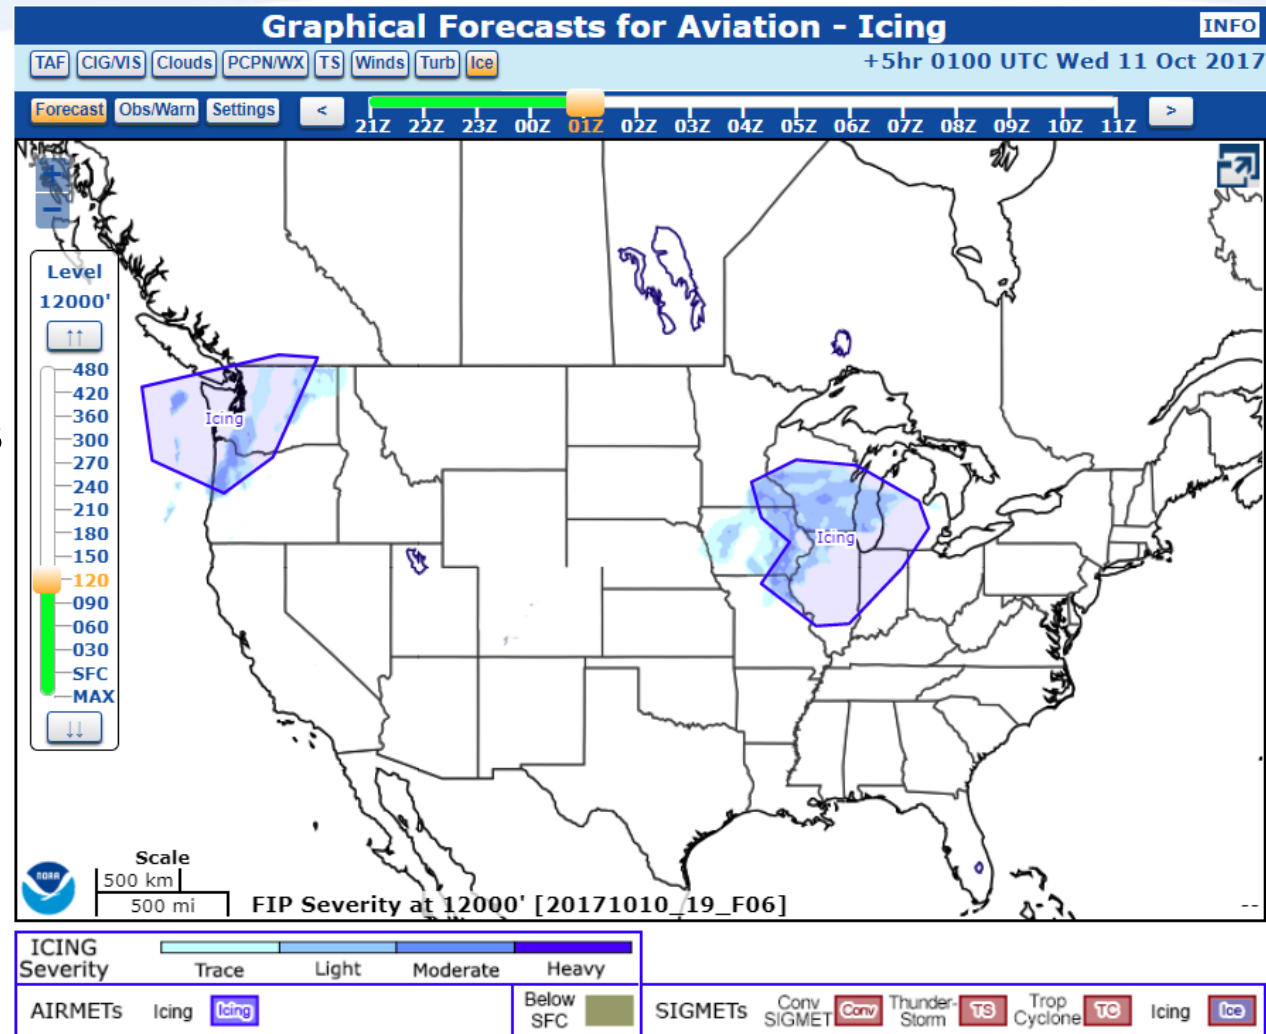 Graphical Forecasts for Aviation - Icing
INFO
TAF CIG/VIS Clouds PCPN/WX TS Winds Turb Ice
+5hr 0100 UTC Wed 11 Oct 2017
Forecast Obs/Warn Settings < >
21Z 22Z 23Z 00Z 01Z 02Z 03Z 04Z 05Z 06Z 07Z 08Z 09Z 10Z 11Z
+
−
Level
12000'
↑↑
480
420
360
300
270
240
210
180
150
120
090
060
030
SFC
MAX
↓↓
Icing
Icing
NOAA
Scale
500 km
500 mi
FIP Severity at 12000' [20171010_19_F06]
--
ICING
Severity
Trace Light Moderate Heavy
AIRMETs Icing Icing
Below
SFC
SIGMETs
Conv
SIGMET
Conv
Thunder-
Storm
TS
Trop
Cyclone
TC
Icing Ice